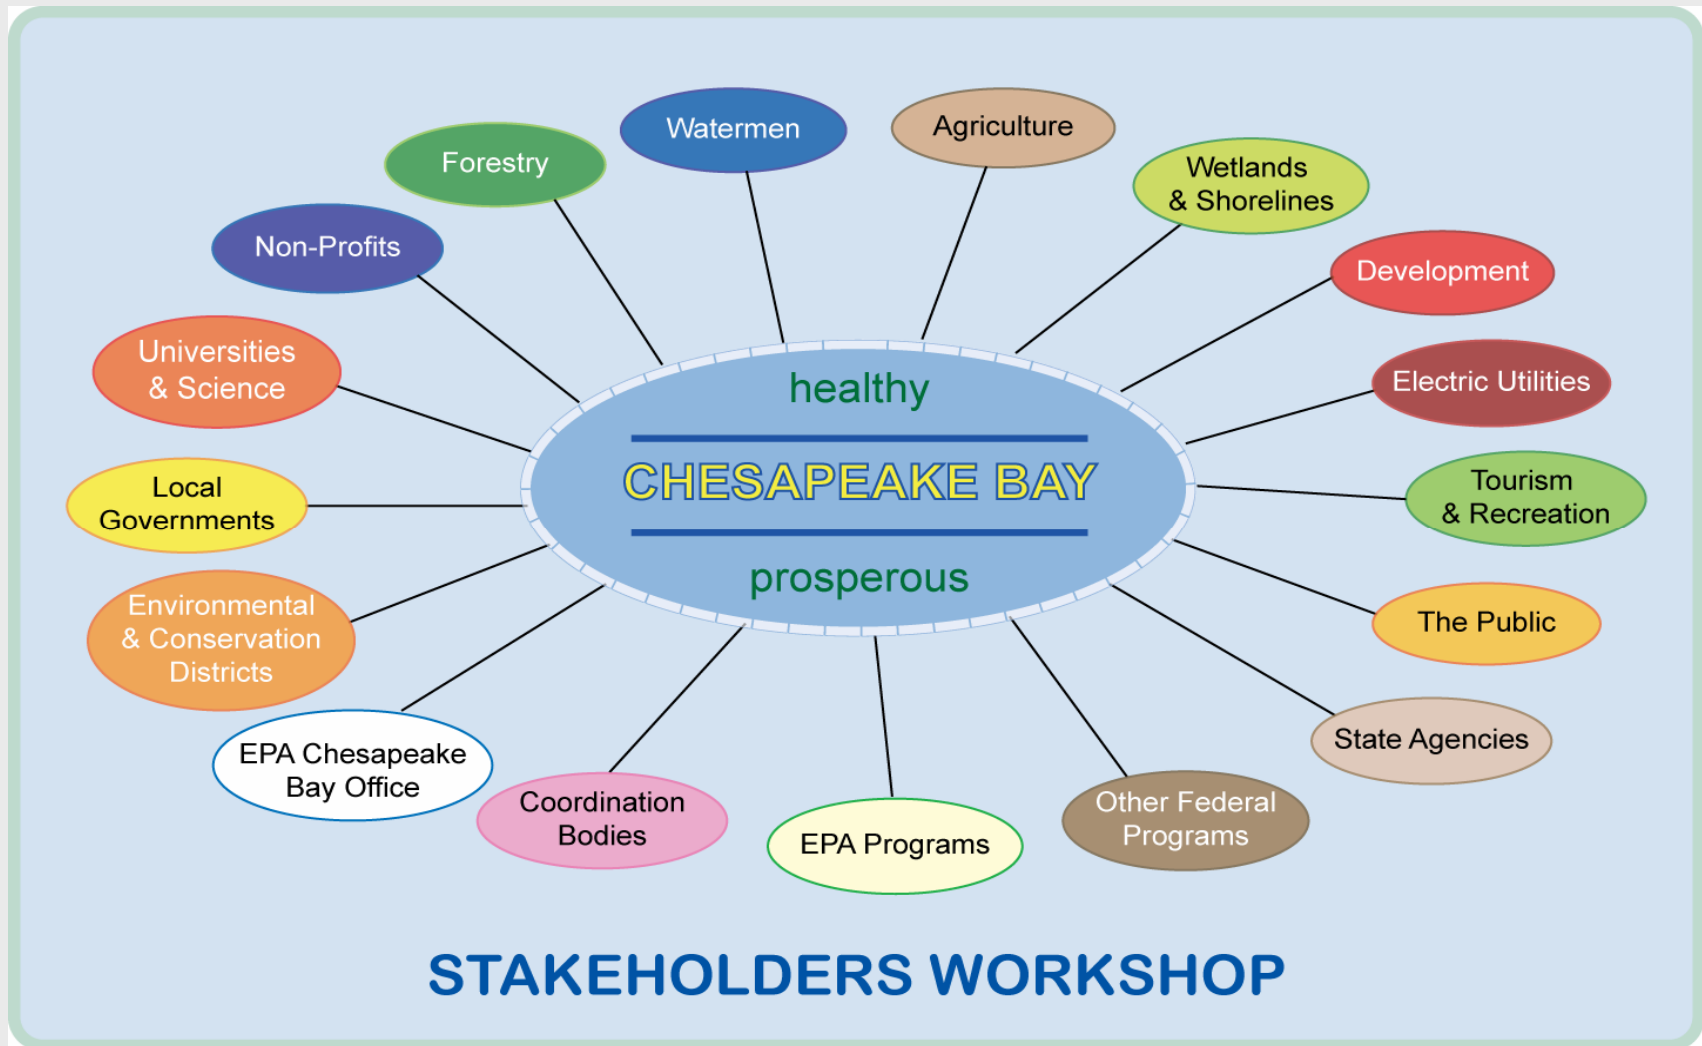 Watermen
Agriculture
Forestry
Wetlands
& Shorelines
Non-Profits
Development
Universities
& Science
Electric Utilities
healthy
CHESAPEAKE BAY
prosperous
Local
Governments
Tourism
& Recreation
Environmental
& Conservation
Districts
The Public
EPA Chesapeake
Bay Office
State Agencies
Coordination
Bodies
EPA Programs
Other Federal
Programs
STAKEHOLDERS WORKSHOP